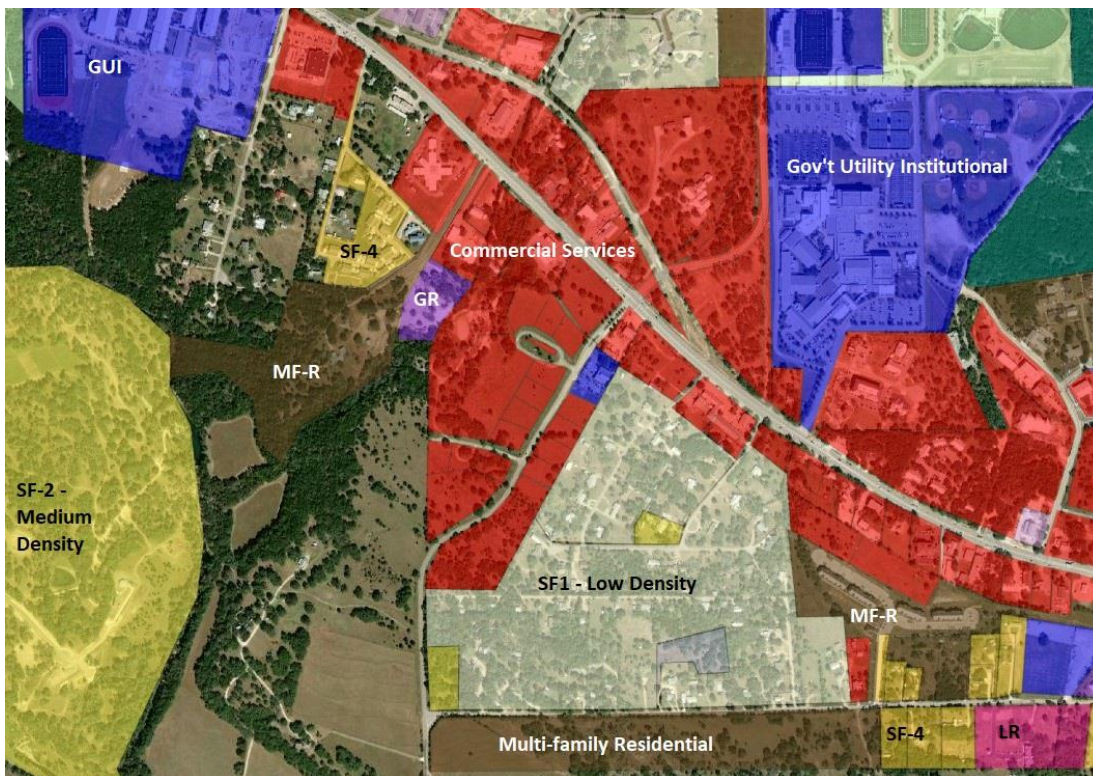 GUI
Gov't Utility Institutional
SF-4
Commercial Services
GR
MF-R
SF-2 -
Medium
Density
SF1 - Low Density
MF-R
SF-4
LR
Multi-family Residential